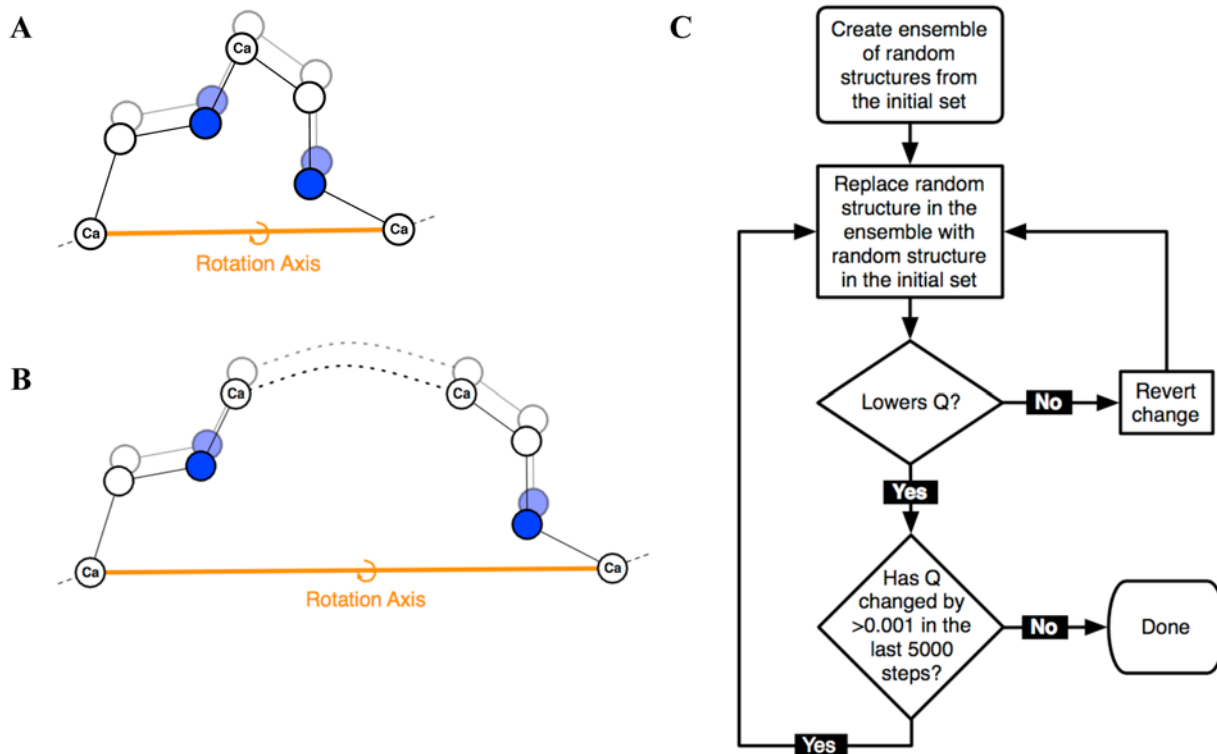 A
Ca
Ca
Ca
Rotation Axis
B
Ca
Ca
Ca
Ca
Rotation Axis
C
Create ensemble
of random
structures from
the initial set
Replace random
structure in the
ensemble with
random structure
in the initial set
Lowers Q?
No
Revert
change
Yes
Has Q
changed by
>0.001 in the
last 5000
steps?
No
Done
Yes